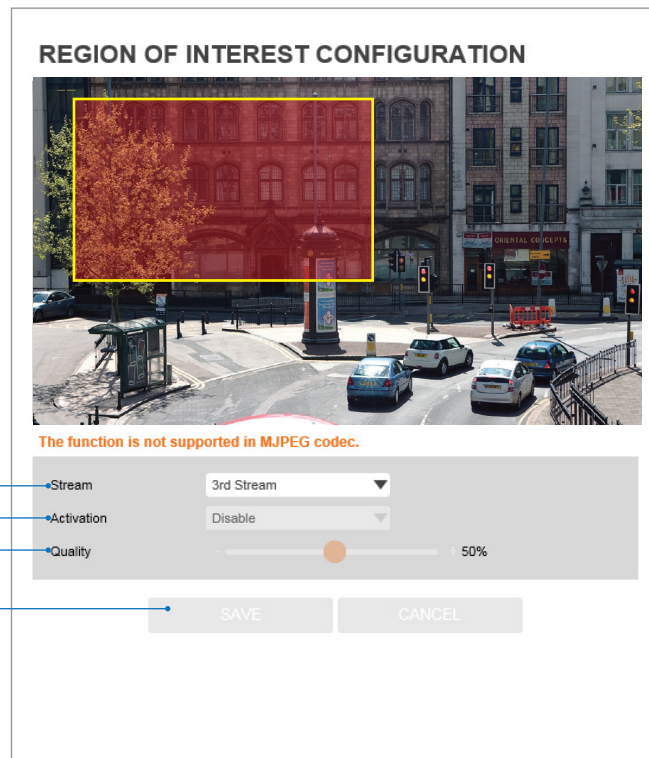 REGION OF INTEREST CONFIGURATION
ORIENTAL CONCEPTS
The function is not supported in MJPEG codec.
Stream 3rd Stream
Activation Disable
Quality - + 50%
SAVE CANCEL